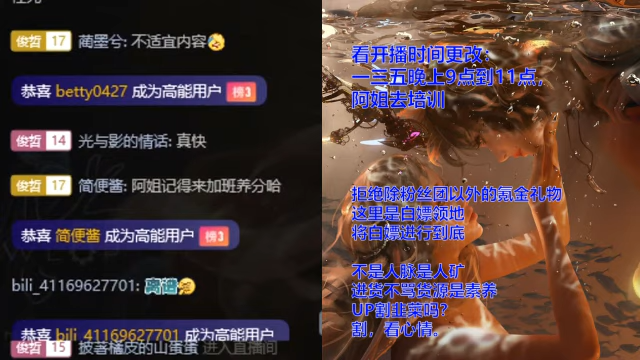 俊哲 17 蔺墨兮: 不适宜内容
恭喜 betty0427 成为高能用户 榜3
俊哲 14 光与影的情话: 真快
俊哲 17 简便酱: 阿姐记得来加班养分哈
恭喜 简便酱 成为高能用户 榜3
bili_41169627701: 离谱
恭喜 bili_41169627701 成为高能用户
俊哲 15 披着橘皮的山蛋蛋 进入直播间
看开播时间更改:
一三五晚上9点到11点,
阿姐去培训
拒绝除粉丝团以外的氪金礼物
这里是白嫖领地
将白嫖进行到底
不是人脉是人矿
进货不骂货源是素养
UP割韭菜吗?
割，看心情。